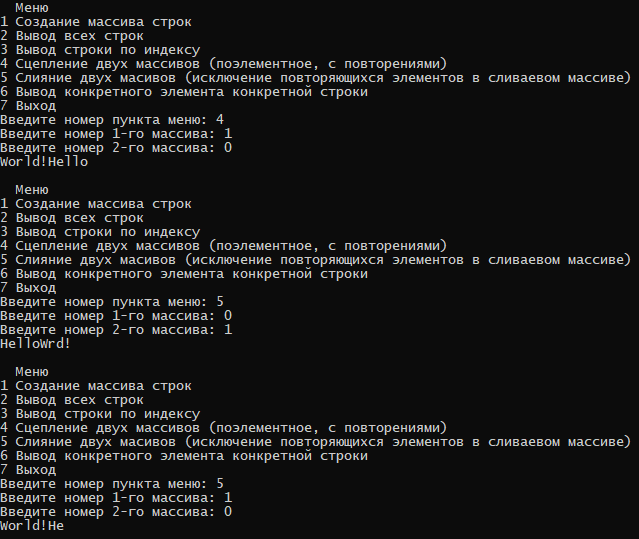 Меню
1 Создание массива строк
2 Вывод всех строк
3 Вывод строки по индексу
4 Сцепление двух массивов (поэлементное, с повторениями)
5 Слияние двух масивов (исключение повторяющихся элементов в сливаевом массиве)
6 Вывод конкретного элемента конкретной строки
7 Выход
Введите номер пункта меню: 4
Введите номер 1-го массива: 1
Введите номер 2-го массива: 0
World!Hello
Меню
1 Создание массива строк
2 Вывод всех строк
3 Вывод строки по индексу
4 Сцепление двух массивов (поэлементное, с повторениями)
5 Слияние двух масивов (исключение повторяющихся элементов в сливаевом массиве)
6 Вывод конкретного элемента конкретной строки
7 Выход
Введите номер пункта меню: 5
Введите номер 1-го массива: 0
Введите номер 2-го массива: 1
HelloWrd!
Меню
1 Создание массива строк
2 Вывод всех строк
3 Вывод строки по индексу
4 Сцепление двух массивов (поэлементное, с повторениями)
5 Слияние двух масивов (исключение повторяющихся элементов в сливаевом массиве)
6 Вывод конкретного элемента конкретной строки
7 Выход
Введите номер пункта меню: 5
Введите номер 1-го массива: 1
Введите номер 2-го массива: 0
World!He